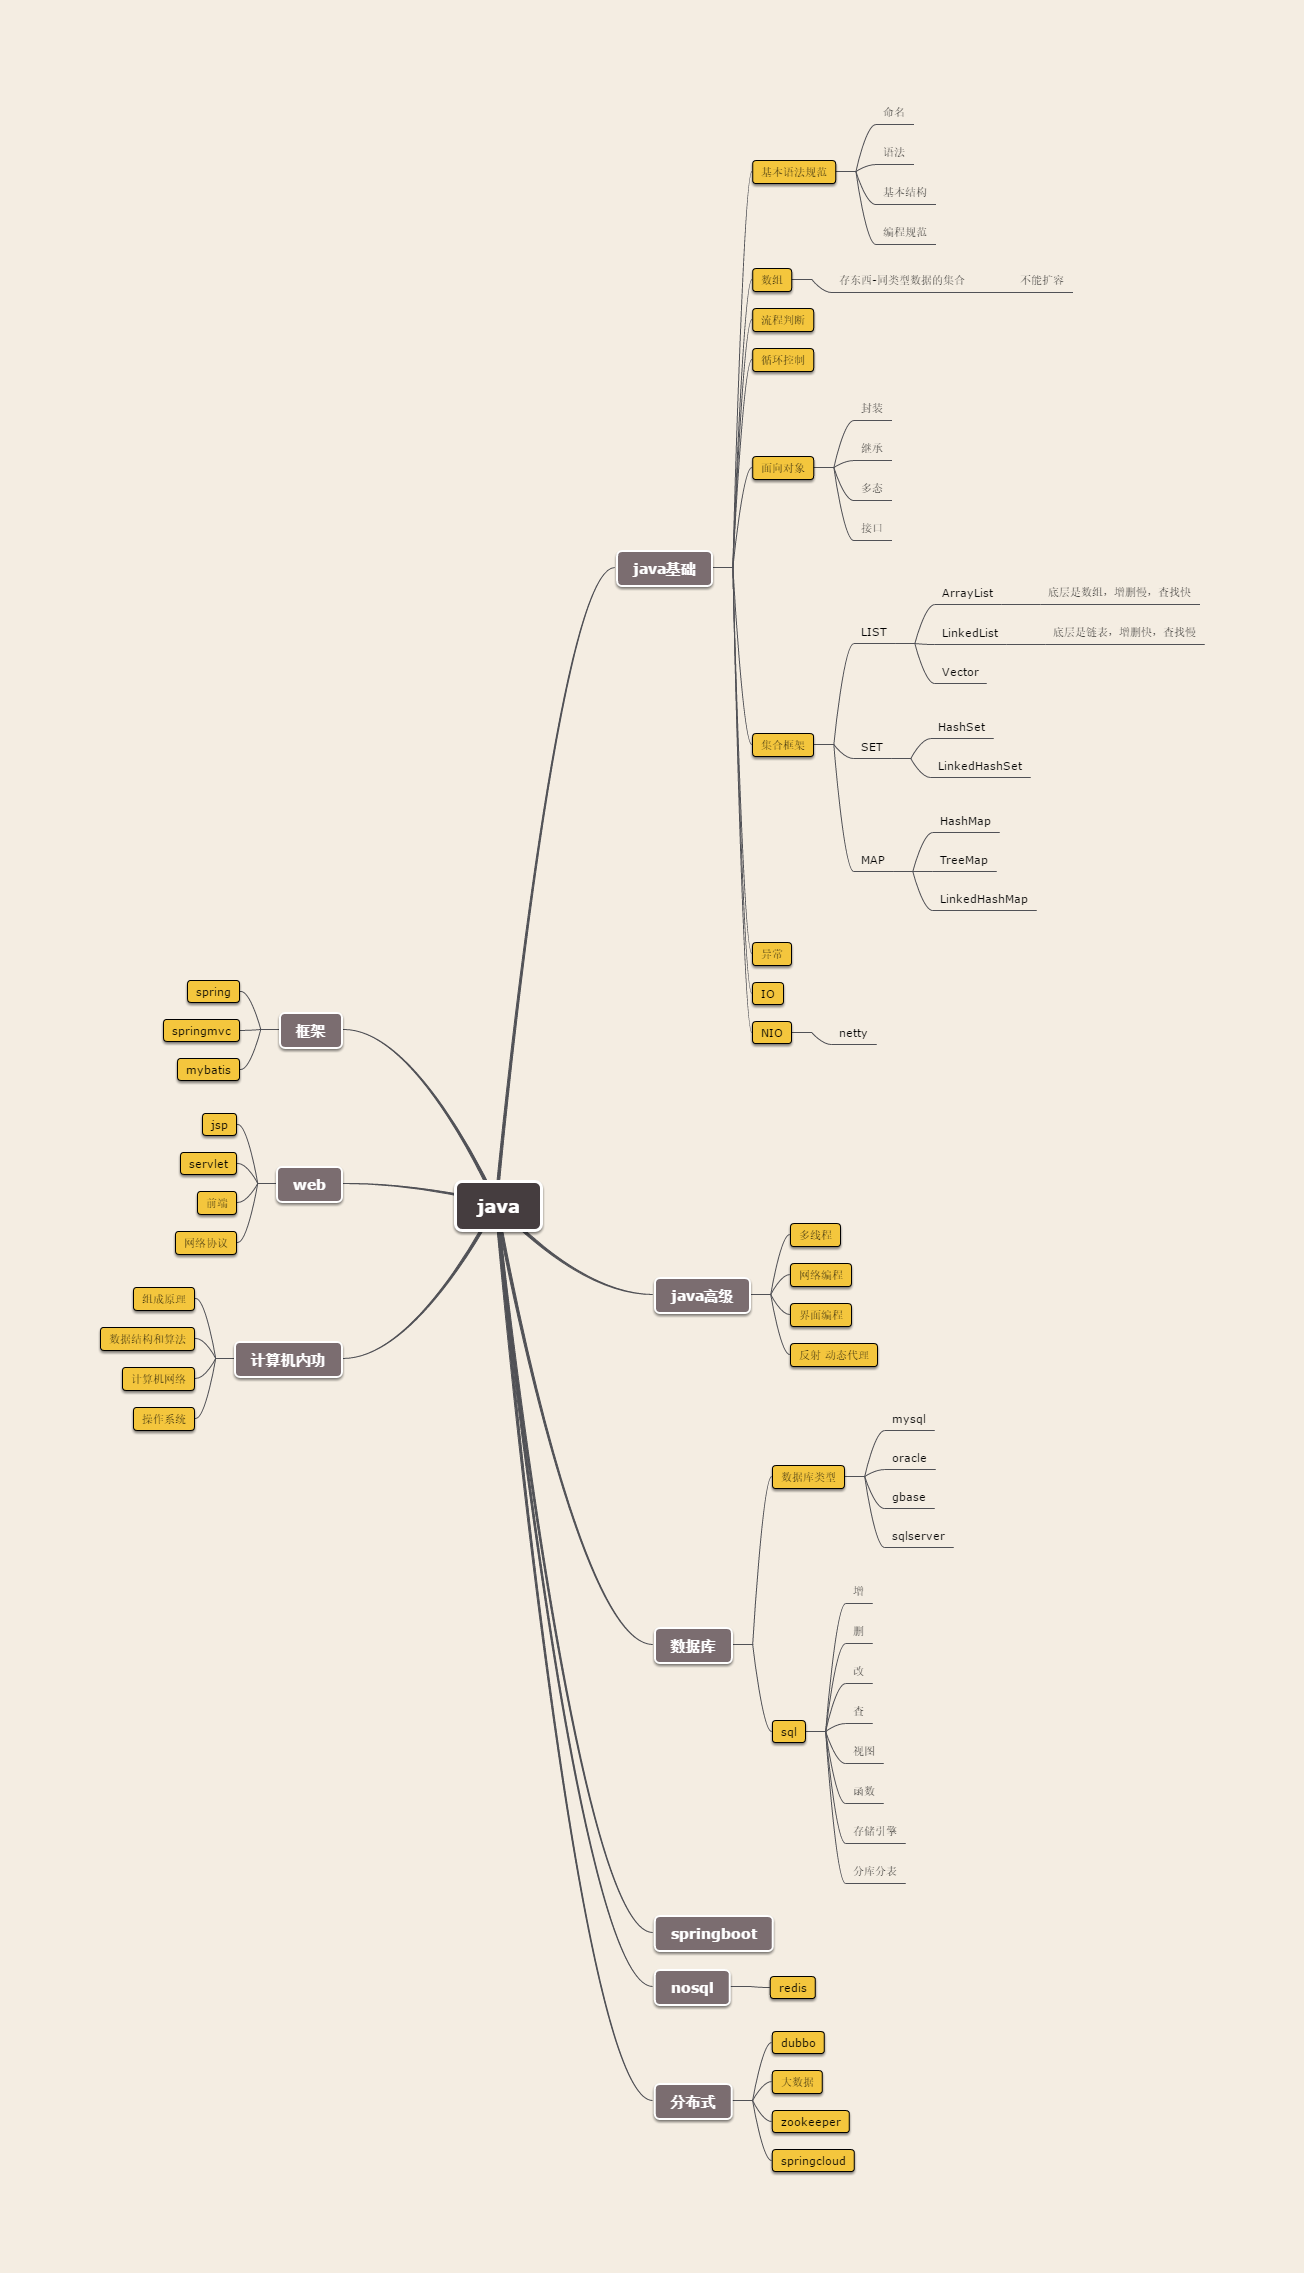 java
java基础
基本语法规范
命名
语法
基本结构
编程规范
数组
存东西-同类型数据的集合
不能扩容
流程判断
循环控制
面向对象
封装
继承
多态
接口
集合框架
LIST
ArrayList
底层是数组，增删慢，查找快
LinkedList
底层是链表，增删快，查找慢
Vector
SET
HashSet
LinkedHashSet
MAP
HashMap
TreeMap
LinkedHashMap
异常
IO
NIO
netty
java高级
多线程
网络编程
界面编程
反射 动态代理
数据库
数据库类型
mysql
oracle
gbase
sqlserver
sql
增
删
改
查
视图
函数
存储引擎
分库分表
springboot
nosql
redis
分布式
dubbo
大数据
zookeeper
springcloud
框架
spring
springmvc
mybatis
web
jsp
servlet
前端
网络协议
计算机内功
组成原理
数据结构和算法
计算机网络
操作系统